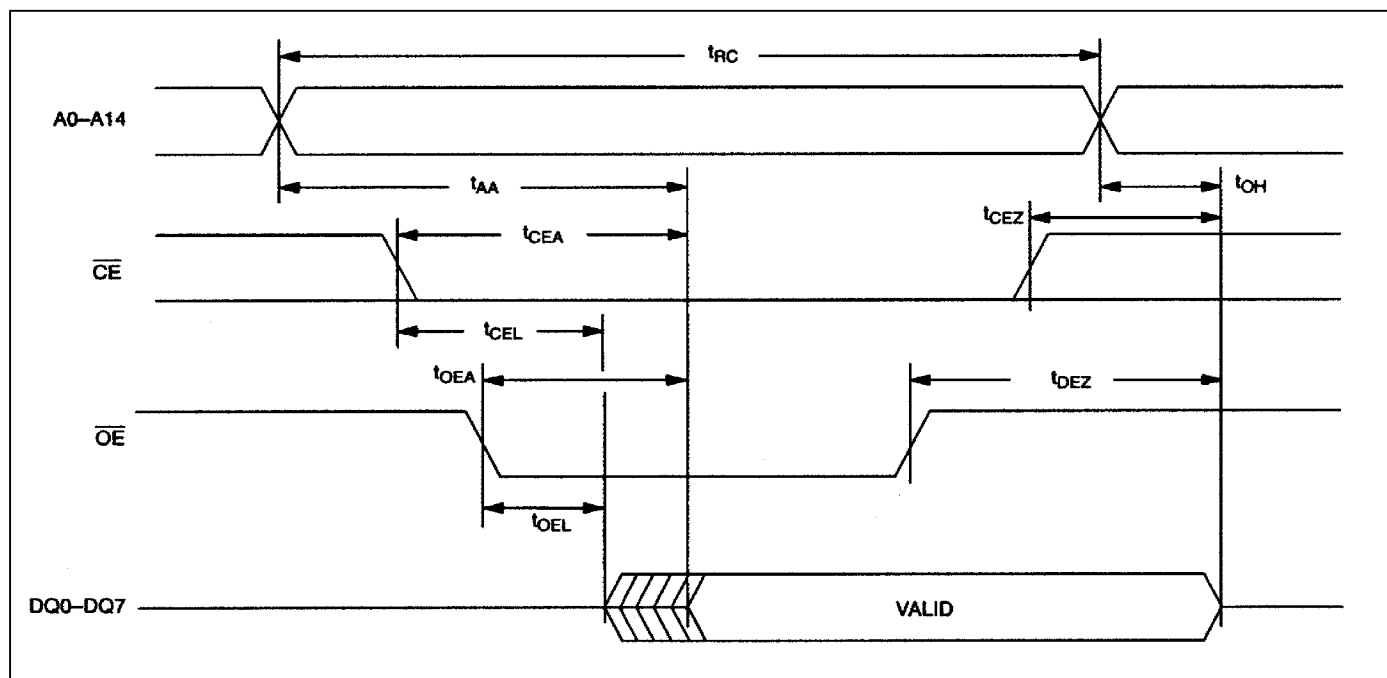 tRC
A0–A14
tAA
tOH
tCEZ
tCEA
CE
tCEL
tOEA
tDEZ
OE
tOEL
DQ0–DQ7
VALID